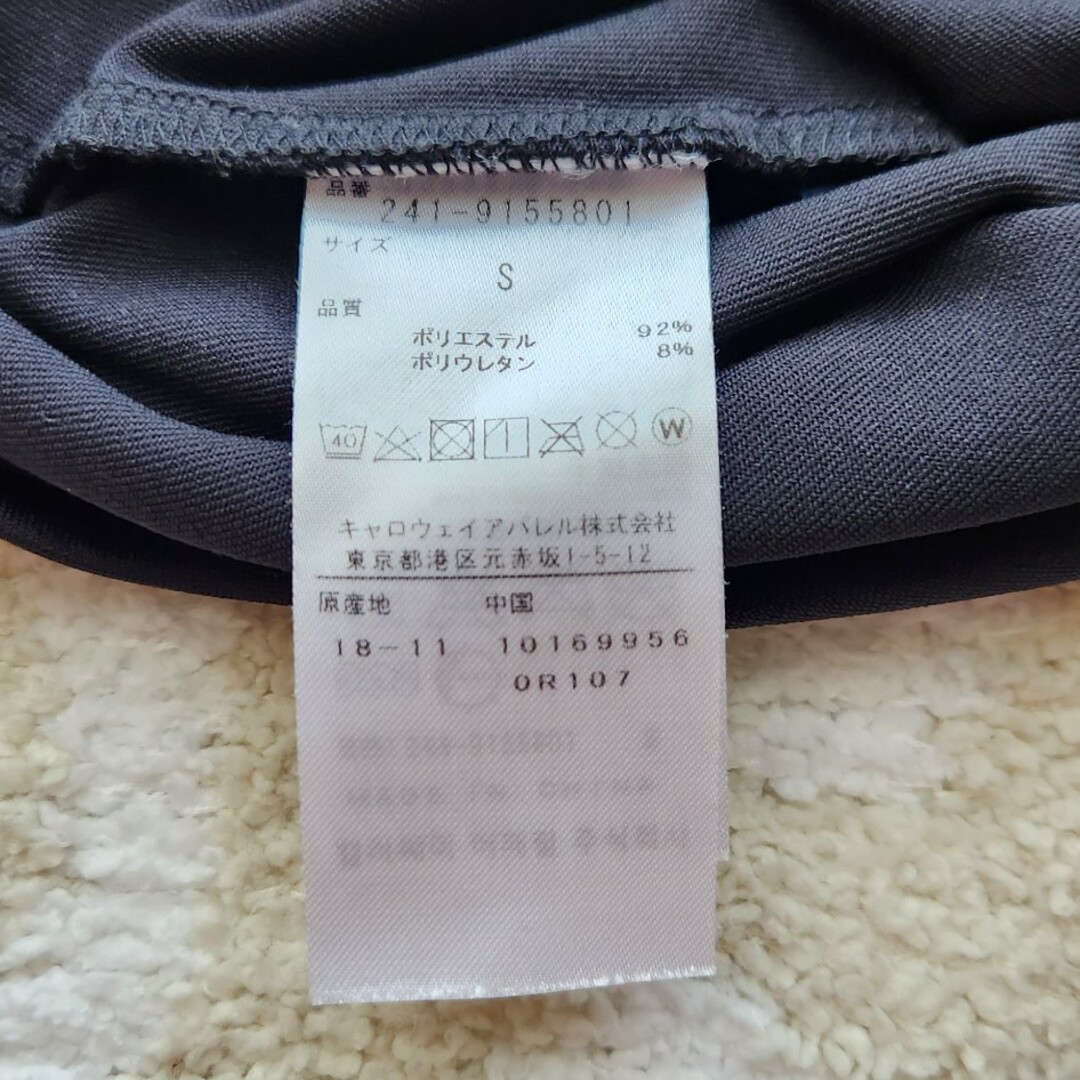 品番
241-9155801
サイズ
S
品質
ポリエステル 92%
ポリウレタン 8%
40 W
キャロウェイアパレル株式会社
東京都港区元赤坂1-5-12
原産地 中国
18-11 10169956
0R107